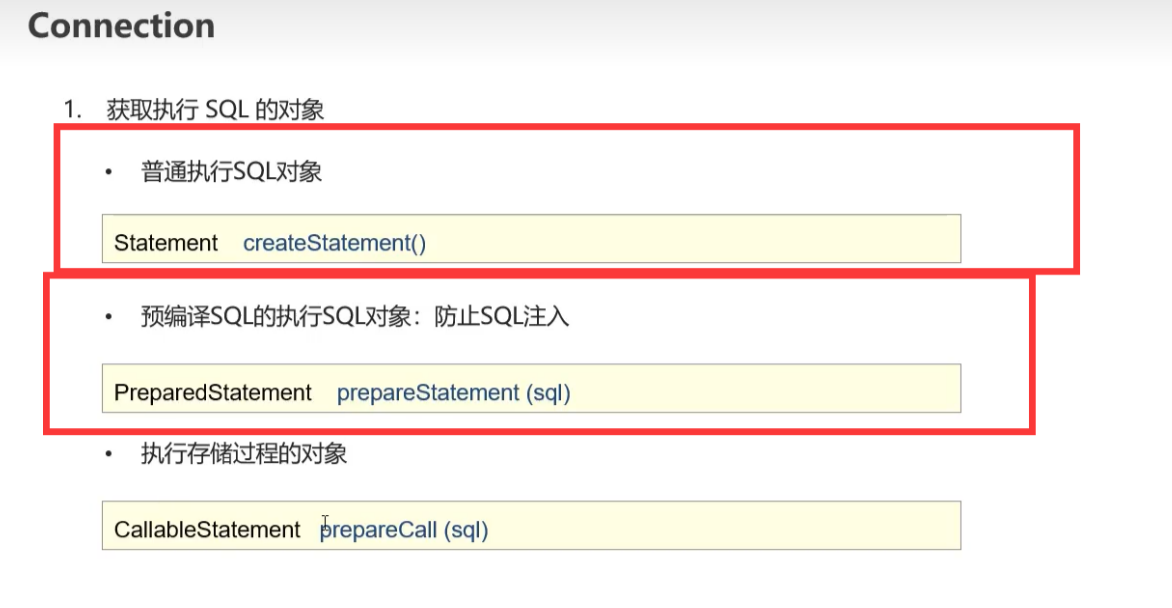 Connection
1. 获取执行 SQL 的对象
• 普通执行SQL对象
Statement createStatement()
• 预编译SQL的执行SQL对象：防止SQL注入
PreparedStatement prepareStatement (sql)
• 执行存储过程的对象
CallableStatement prepareCall (sql)